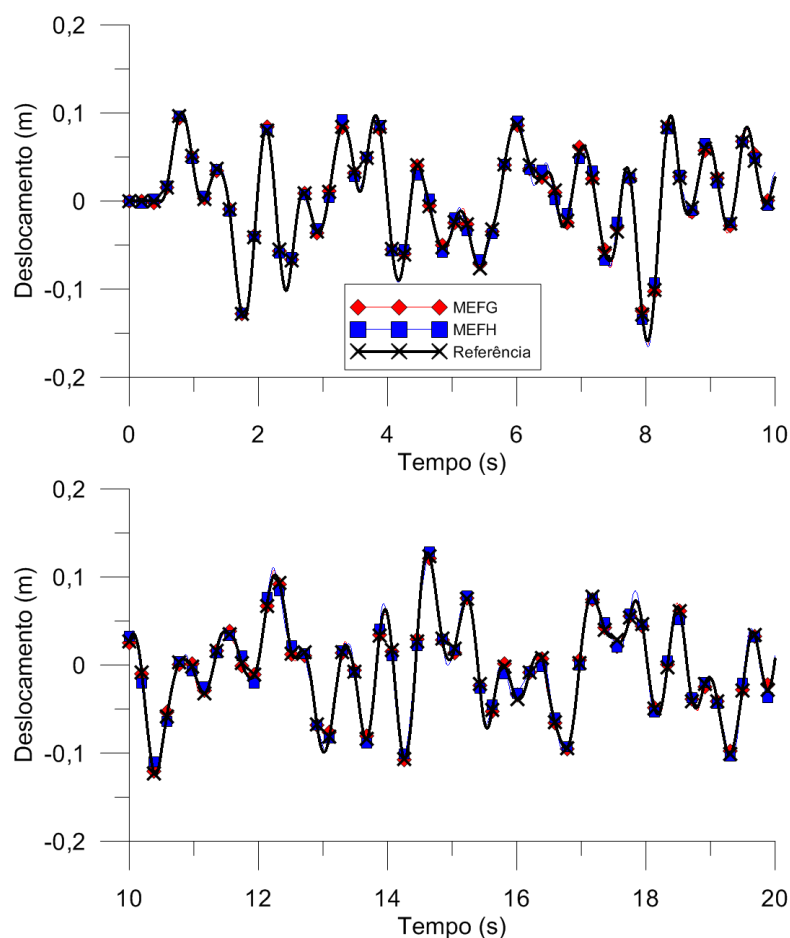 0,2
0,1
0
-0,1
-0,2
Deslocamento (m)
MEFG
MEFH
Referência
0 2 4 6 8 10
Tempo (s)
0,2
0,1
0
-0,1
-0,2
Deslocamento (m)
10 12 14 16 18 20
Tempo (s)